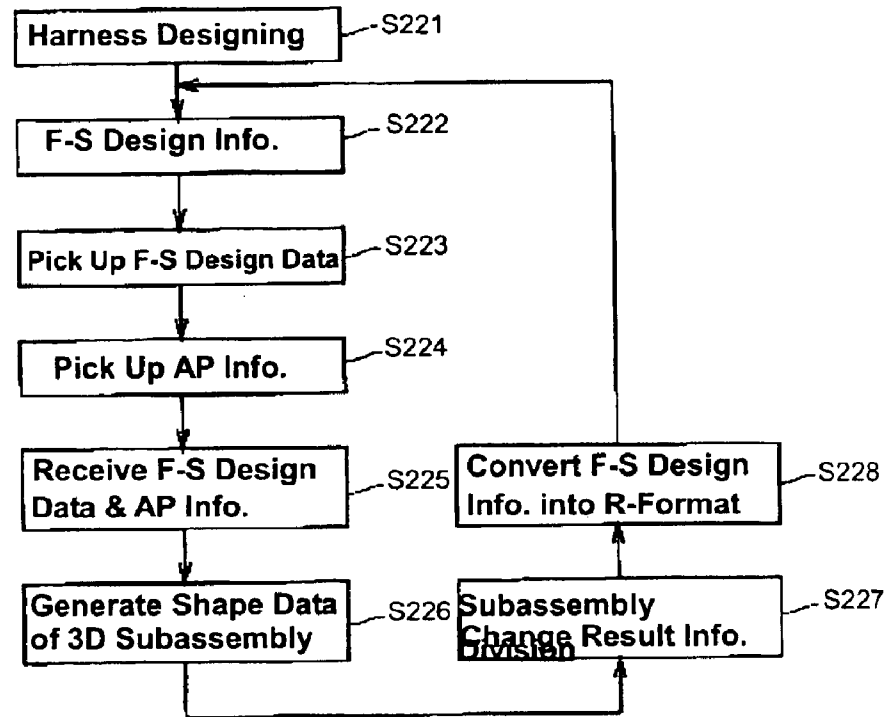 Harness Designing
S221
F-S Design Info.
S222
Pick Up F-S Design Data
S223
Pick Up AP Info.
S224
Receive F-S Design
Data & AP Info.
S225
Generate Shape Data
of 3D Subassembly
S226
Convert F-S Design
Info. into R-Format
S228
Subassembly
Division
Change Result Info.
S227